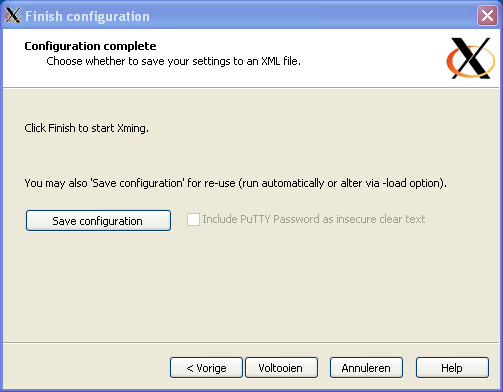 Finish configuration
Configuration complete
Choose whether to save your settings to an XML file.
Click Finish to start Xming.
You may also 'Save configuration' for re-use (run automatically or alter via -load option).
Save configuration
Include PuTTY Password as insecure clear text
< Vorige
Voltooien
Annuleren
Help